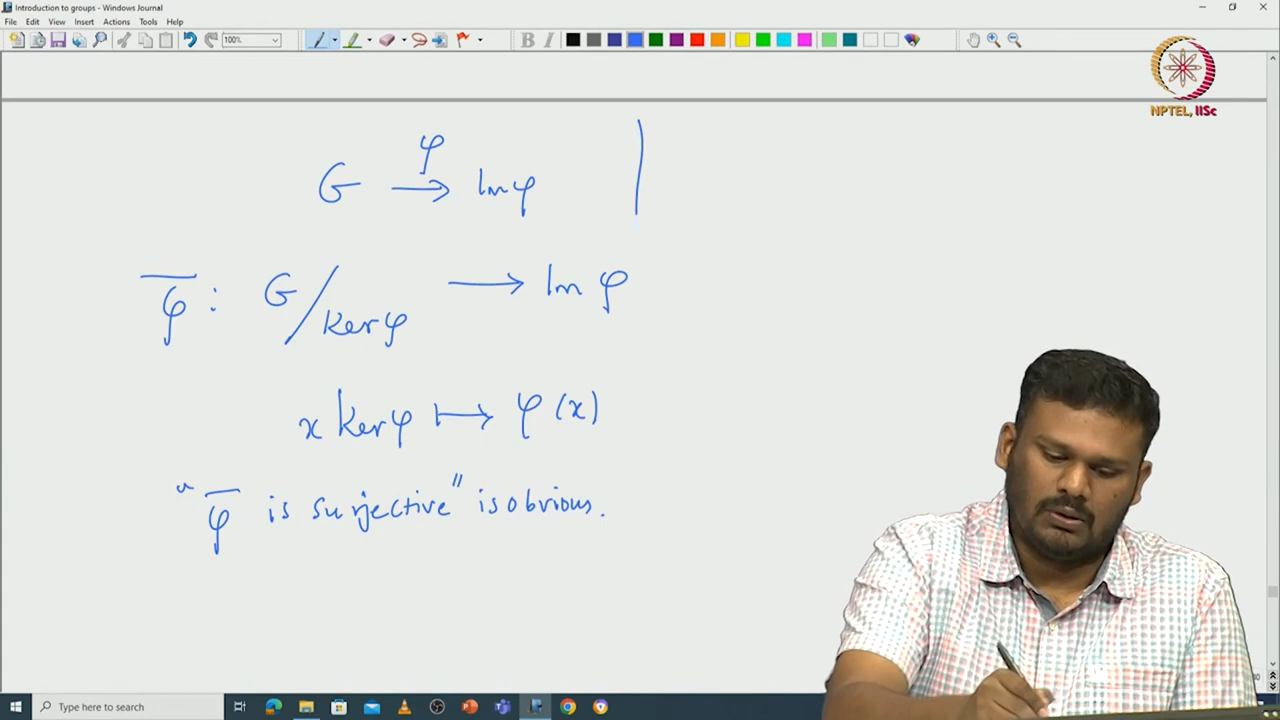 Introduction to groups - Windows Journal
File Edit View Insert Actions Tools Help
100%
NPTEL, IISc
φ
G ⟶ Im φ
φ̅ : G / Ker φ ⟶ Im φ
x Ker φ ⟼ φ(x)
" φ̅ is surjective" is obvious.
Type here to search